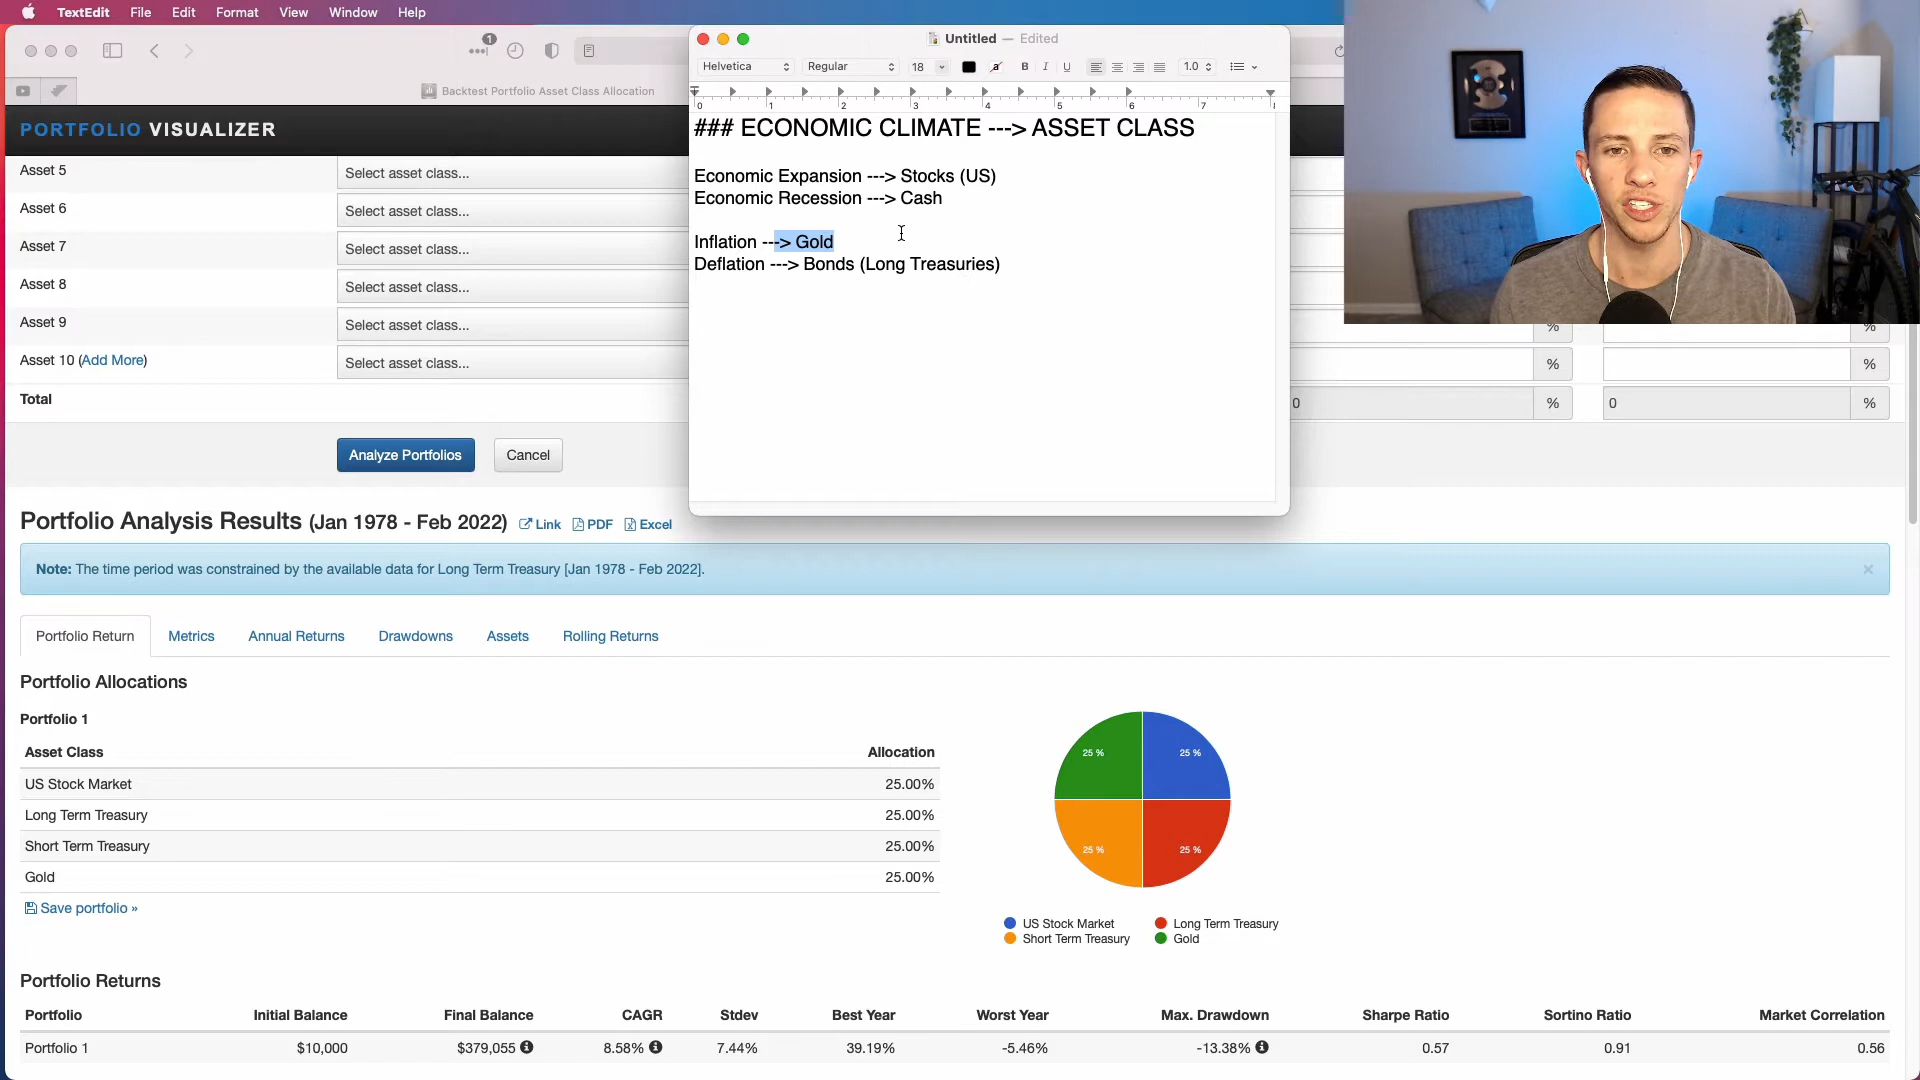 TextEdit File Edit Format Portfolio View Window Help
1
Untitled — Edited
Helvetica Regular 18 a B I U 1.0
Backtest Portfolio Asset Class Allocation
0 1 2 3 4 5 6 7
PORTFOLIO VISUALIZER
### ECONOMIC CLIMATE ---> ASSET CLASS
Economic Expansion ---> Stocks (US)
Economic Recession ---> Cash
Inflation ---> Gold
Deflation ---> Bonds (Long Treasuries)
Asset 5 Select asset class...
Asset 6 Select asset class...
Asset 7 Select asset class...
Asset 8 Select asset class...
Asset 9 Select asset class... % %
Asset 10 (Add More) Select asset class... % %
Total 0 % 0 %
Analyze Portfolios Cancel
Portfolio Analysis Results (Jan 1978 - Feb 2022) Link PDF Excel
Note: The time period was constrained by the available data for Long Term Treasury [Jan 1978 - Feb 2022]. ×
Portfolio Return Metrics Annual Returns Drawdowns Assets Rolling Returns
Portfolio Allocations
Portfolio 1
Asset Class Allocation
US Stock Market 25.00%
Long Term Treasury 25.00%
Short Term Treasury 25.00%
Gold 25.00%
Save portfolio »
25 % 25 %
25 % 25 %
US Stock Market Long Term Treasury
Short Term Treasury Gold
Portfolio Returns
Portfolio Initial Balance Final Balance CAGR Stdev Best Year Worst Year Max. Drawdown Sharpe Ratio Sortino Ratio Market Correlation
Portfolio 1 $10,000 $379,055 8.58% 7.44% 39.19% -5.46% -13.38% 0.57 0.91 0.56